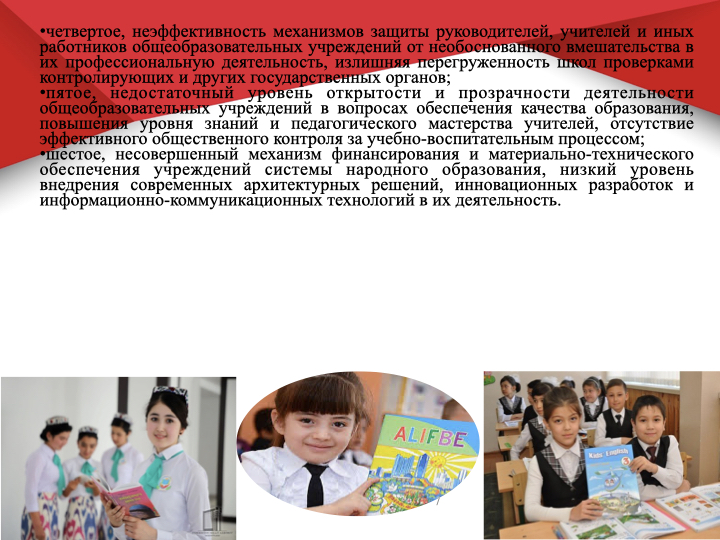 •четвертое, неэффективность механизмов защиты руководителей, учителей и иных
работников общеобразовательных учреждений от необоснованного вмешательства в
их профессиональную деятельность, излишняя перегруженность школ проверками
контролирующих и других государственных органов;
•пятое, недостаточный уровень открытости и прозрачности деятельности
общеобразовательных учреждений в вопросах обеспечения качества образования,
повышения уровня знаний и педагогического мастерства учителей, отсутствие
эффективного общественного контроля за учебно-воспитательным процессом;
•шестое, несовершенный механизм финансирования и материально-технического
обеспечения учреждений системы народного образования, низкий уровень
внедрения современных архитектурных решений, инновационных разработок и
информационно-коммуникационных технологий в их деятельность.
ALIFBE
Kids' English 3